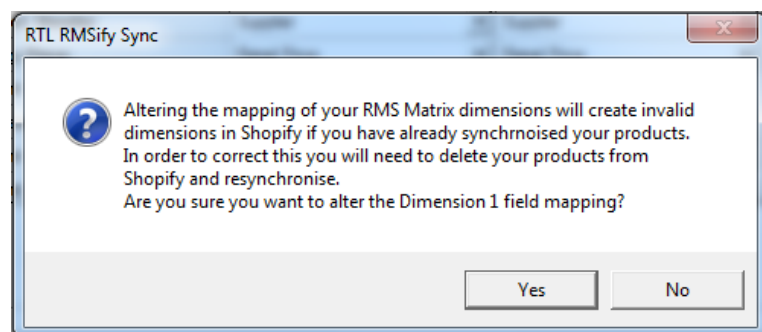 RTL RMSify Sync
Altering the mapping of your RMS Matrix dimensions will create invalid
dimensions in Shopify if you have already synchrnoised your products.
In order to correct this you will need to delete your products from
Shopify and resynchronise.
Are you sure you want to alter the Dimension 1 field mapping?
Yes No